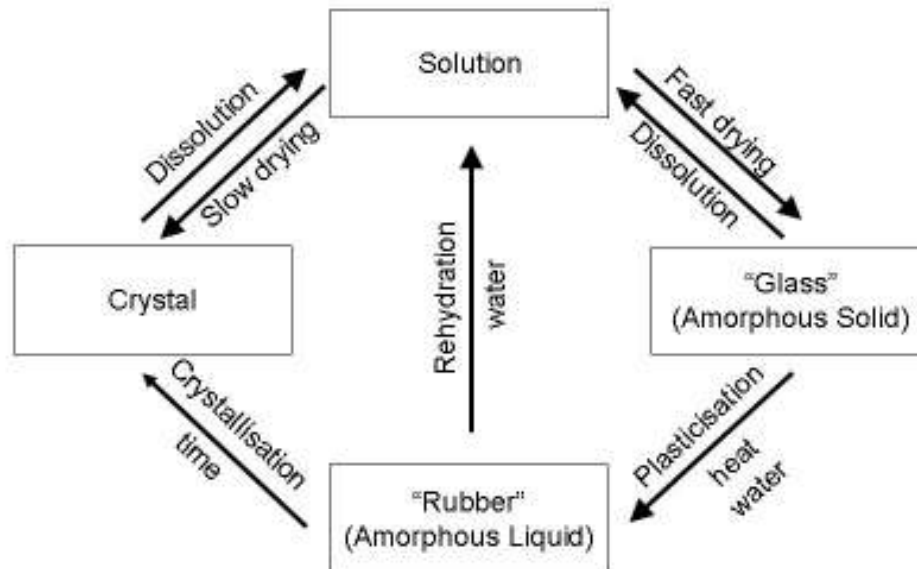 Solution
Dissolution
Slow drying
Fast drying
Dissolution
Crystal
Rehydration
water
“Glass”
(Amorphous Solid)
Crystallisation
time
Plasticisation
heat
water
“Rubber”
(Amorphous Liquid)